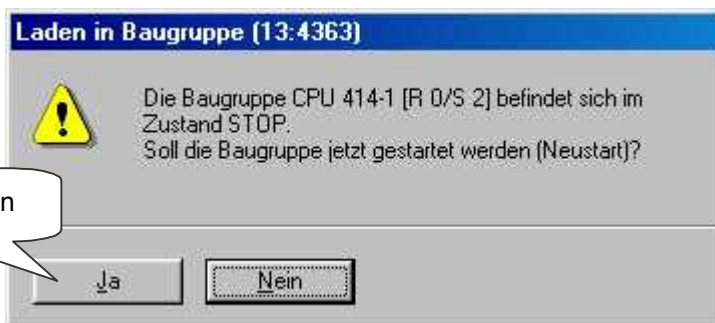 Laden in Baugruppe (13:4363)
Die Baugruppe CPU 414-1 [R 0/S 2] befindet sich im
Zustand STOP.
Soll die Baugruppe jetzt gestartet werden (Neustart)?
n
Ja
Nein